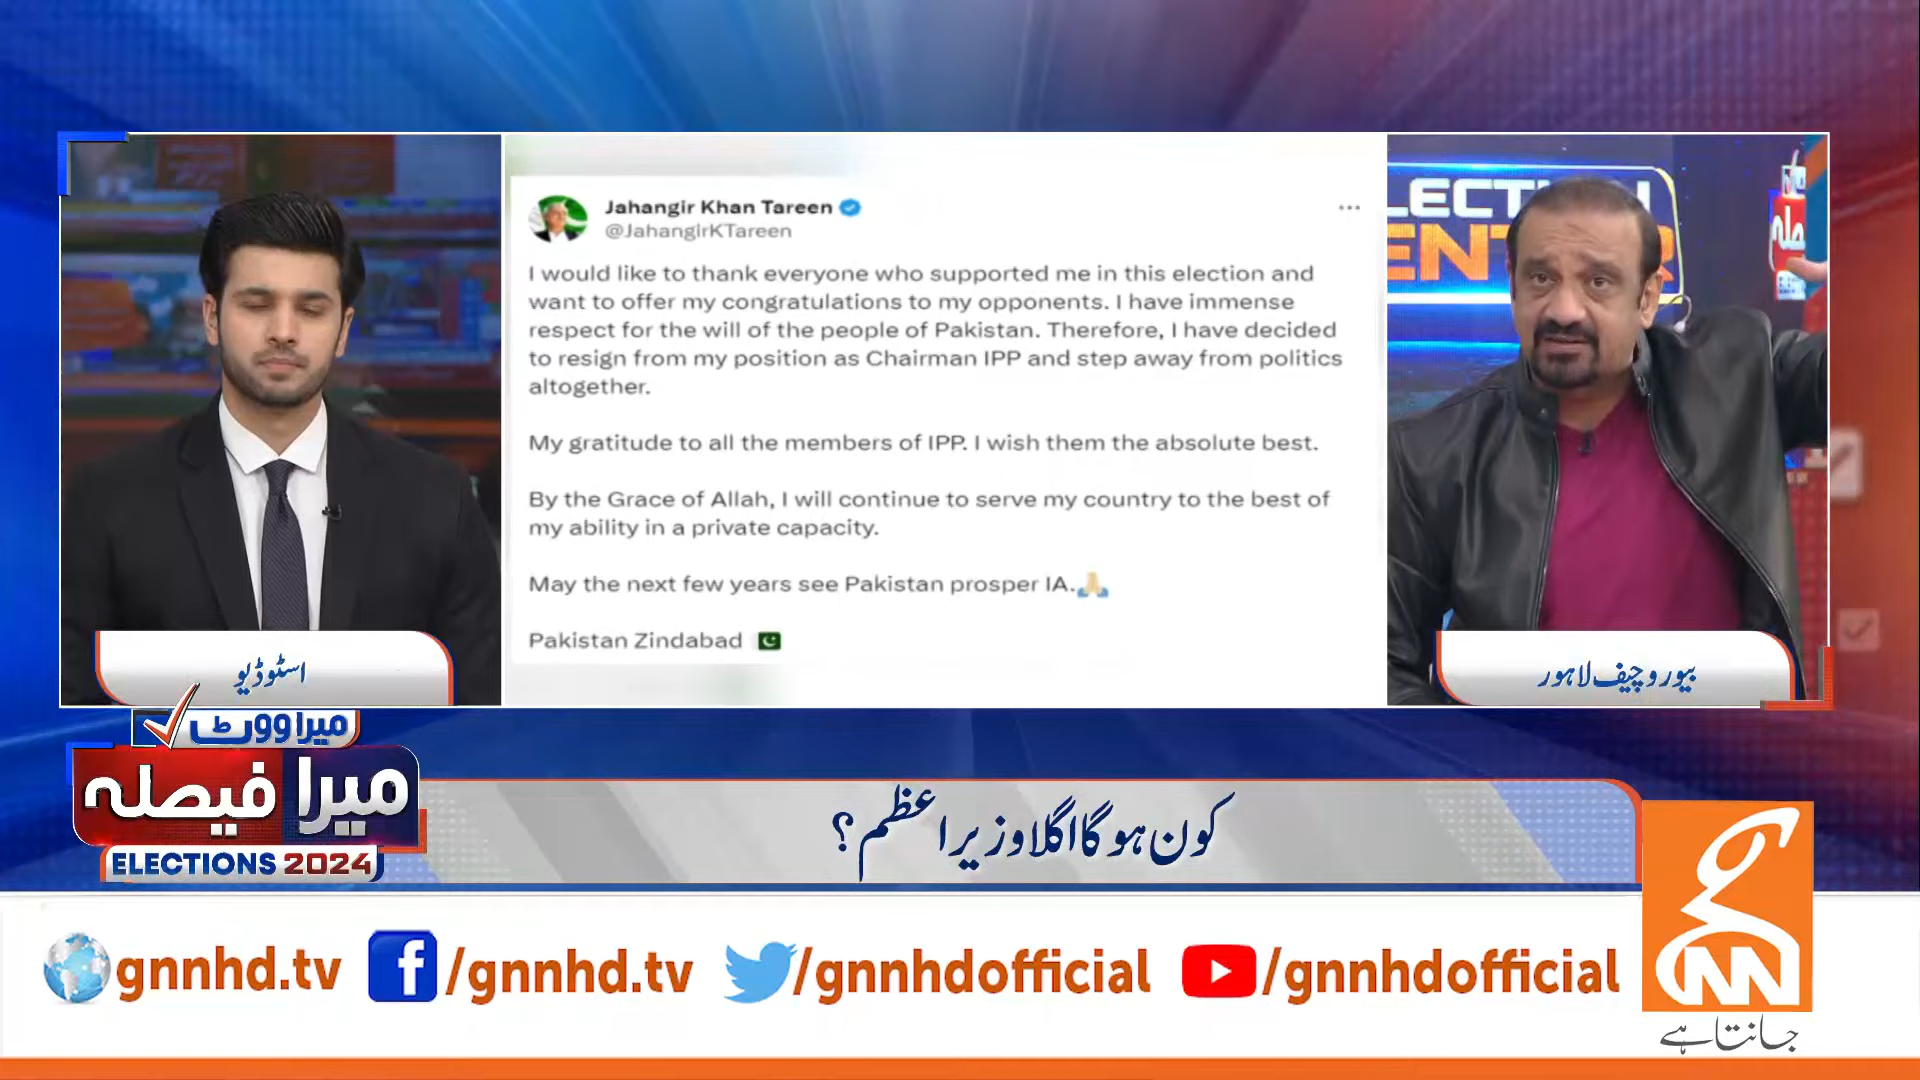 LECTION
ENTER
Jahangir Khan Tareen
@JahangirKTareen
I would like to thank everyone who supported me in this election and
want to offer my congratulations to my opponents. I have immense
respect for the will of the people of Pakistan. Therefore, I have decided
to resign from my position as Chairman IPP and step away from politics
altogether.
My gratitude to all the members of IPP. I wish them the absolute best.
By the Grace of Allah, I will continue to serve my country to the best of
my ability in a private capacity.
May the next few years see Pakistan prosper IA.🙏
Pakistan Zindabad 🇵🇰
اسٹوڈیو
بیورو چیف لاہور
میرا ووٹ
میرا فیصلہ
ELECTIONS 2024
کون ہو گا اگلا وزیراعظم؟
gnnhd.tv
/gnnhd.tv
/gnnhdofficial
/gnnhdofficial
GNN
جانتا ہے